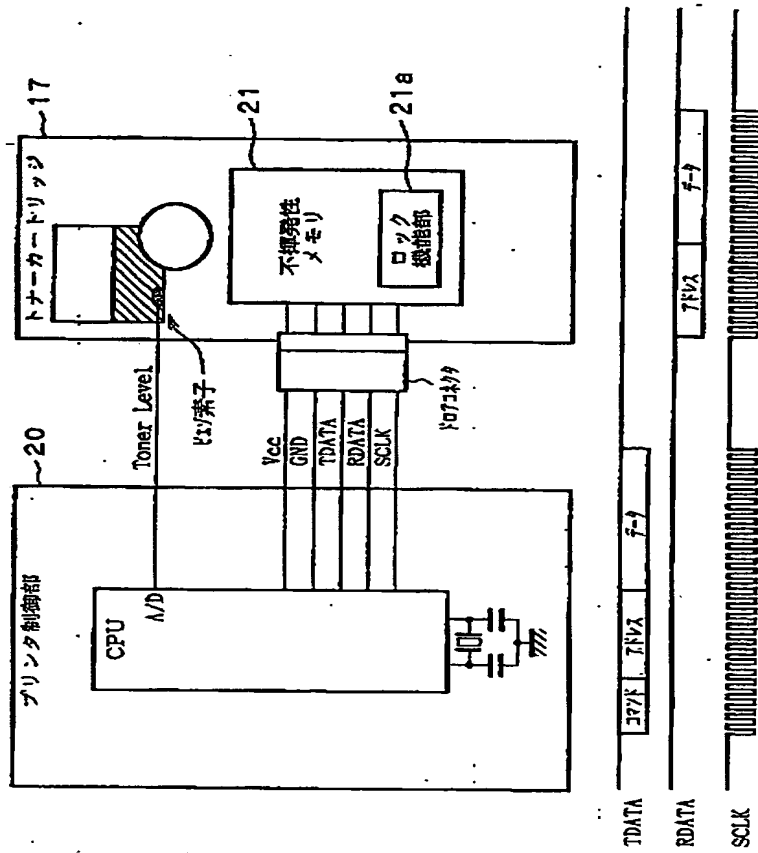 プリンタ制御部
20
CPU
A/D
Toner Level
ピエゾ素子
Vcc
GND
TDATA
RDATA
SCLK
ドロアコネクタ
トナーカートリッジ
17
不揮発性
メモリ
21
ロック
機能部
21a
TDATA
コマンド
アドレス
データ
RDATA
アドレス
データ
SCLK